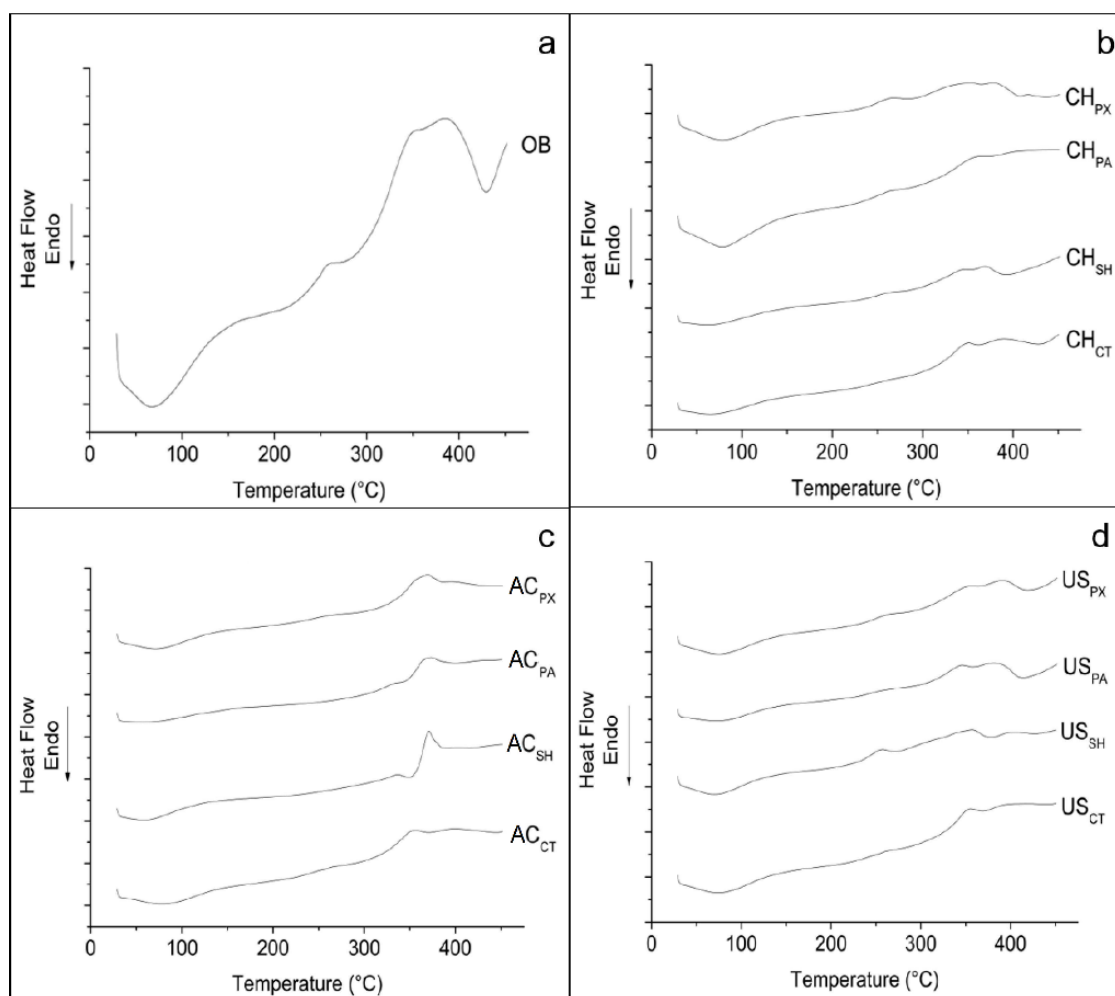 a
OB
Heat Flow
Endo
0 100 200 300 400
Temperature (°C)
b
CH_PX
CH_PA
CH_SH
CH_CT
Heat Flow
Endo
0 100 200 300 400
Temperature (°C)
c
AC_PX
AC_PA
AC_SH
AC_CT
Heat Flow
Endo
0 100 200 300 400
Temperature (°C)
d
US_PX
US_PA
US_SH
US_CT
Heat Flow
Endo
0 100 200 300 400
Temperature (°C)